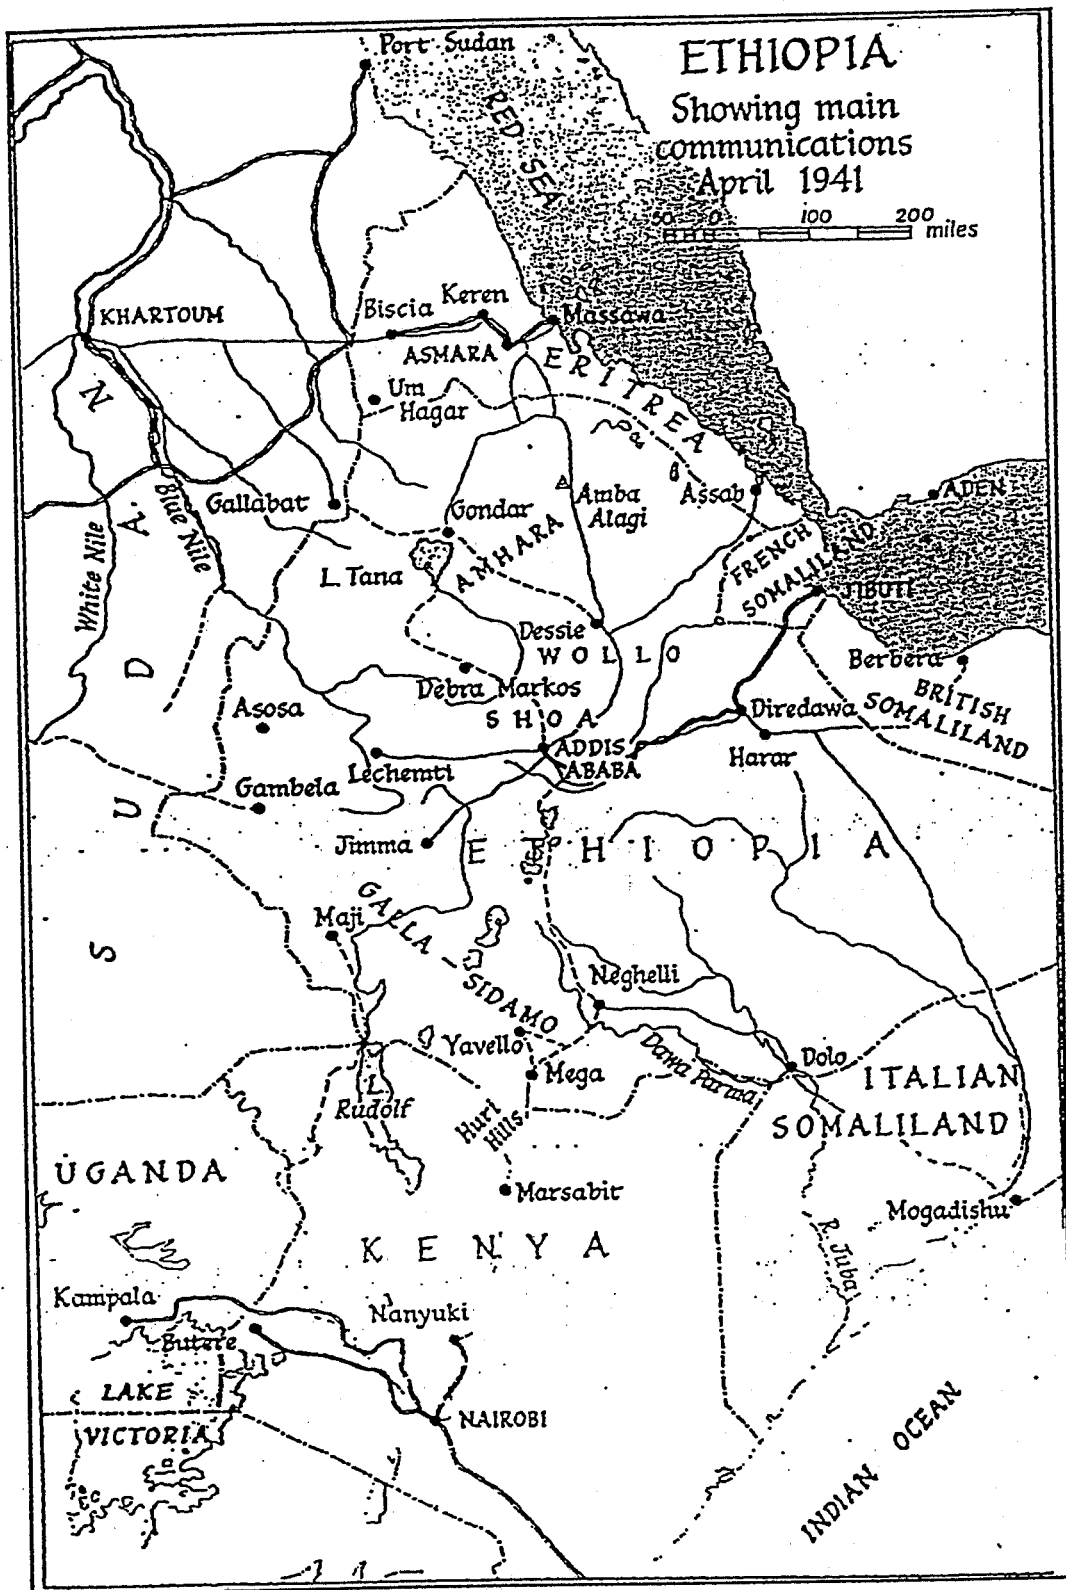 ETHIOPIA
Showing main
communications
April 1941
50 0 100 200 miles
Port Sudan
RED SEA
KHARTOUM
Biscia
Keren
Massawa
ASMARA
ERITREA
Um
Hagar
Gallabat
Blue Nile
White Nile
Gondar
Amba
Alagi
Assab
ADEN
L. Tana
AMHARA
FRENCH
SOMALILAND
JIBUTI
Dessie
WOLLO
Berbera
BRITISH
SOMALILAND
Debra Markos
SHOA
Asosa
Diredawa
Harar
ADDIS
ABABA
Lechemti
Gambela
Jimma
ETHIOPIA
SUDAN
Maji
GALLA - SIDAMO
Neghelli
Yavello
Mega
Dawa Parma
Dolo
ITALIAN
SOMALILAND
L.
Rudolf
Huri
Hills
UGANDA
Marsabit
Mogadishu
KENYA
R. Juba
Kampala
Nanyuki
Butere
LAKE
VICTORIA
NAIROBI
INDIAN OCEAN